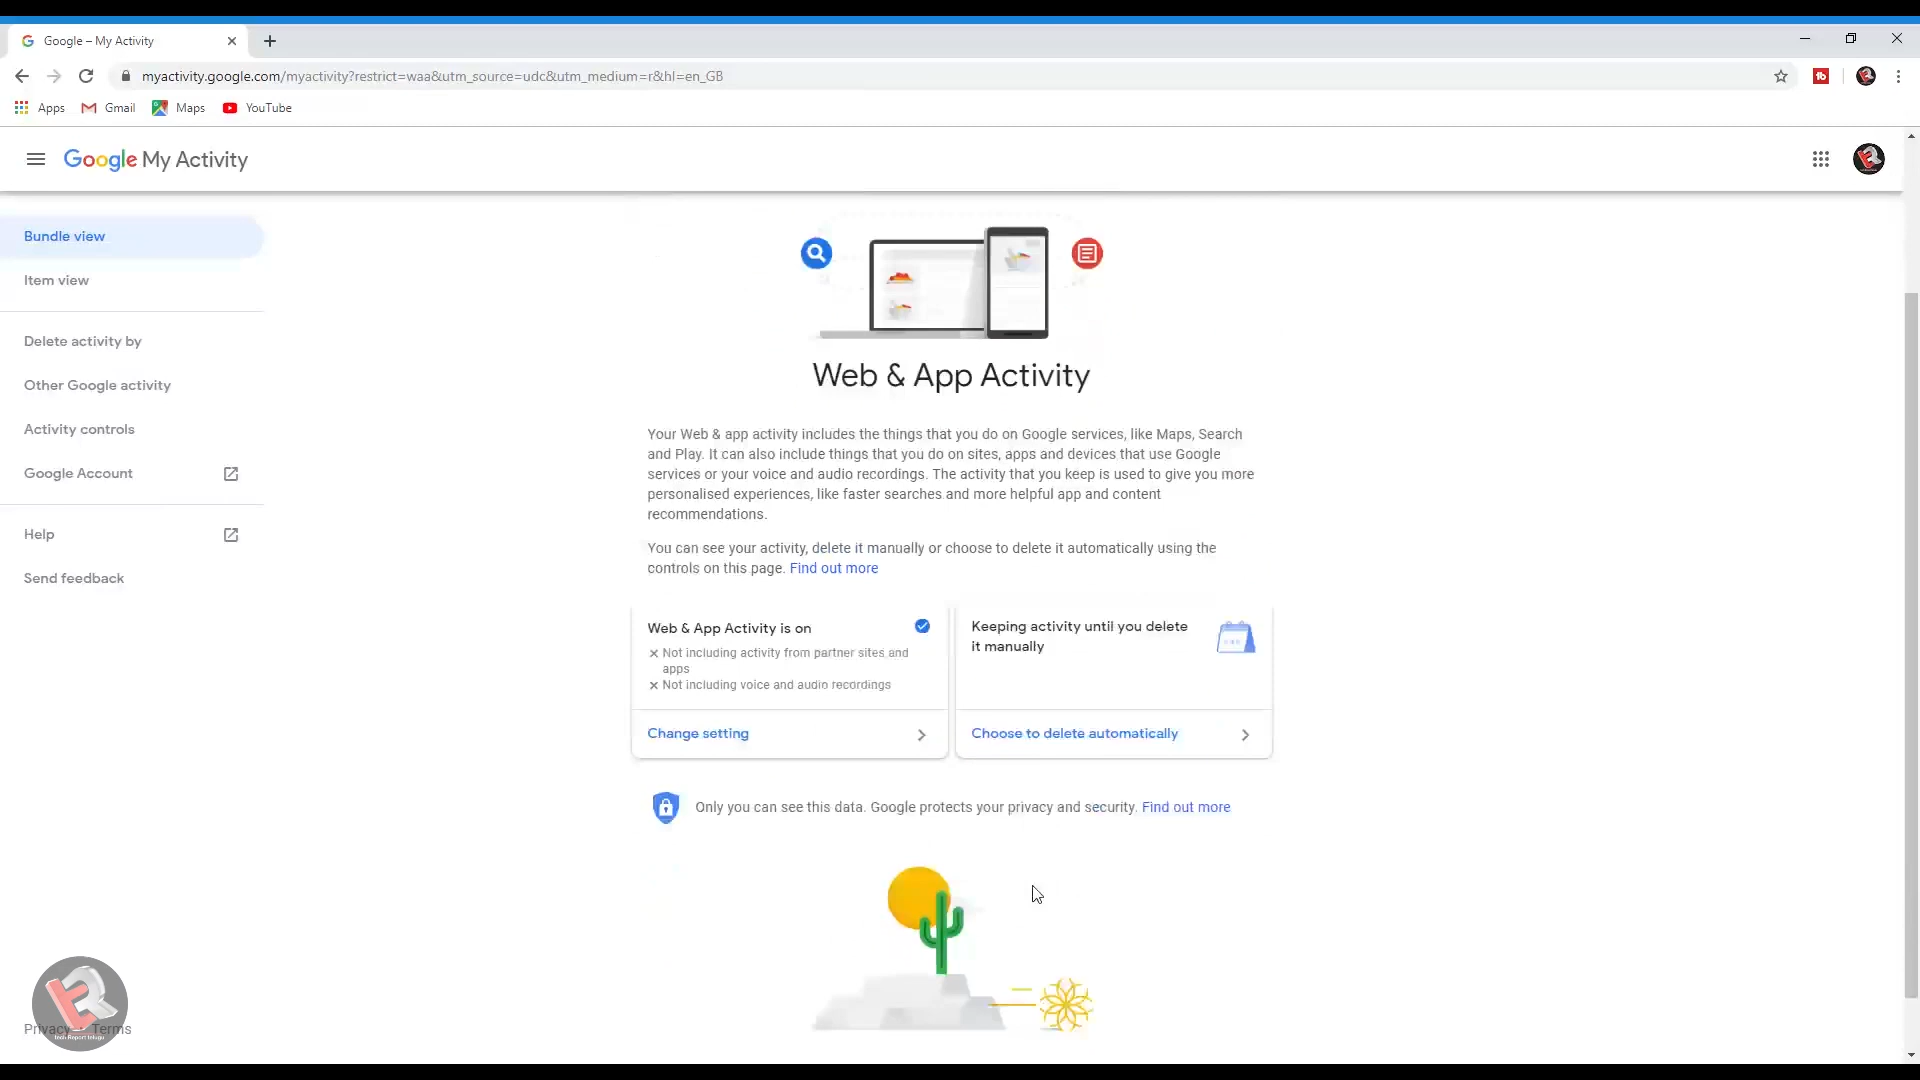 Google – My Activity
myactivity.google.com/myactivity?restrict=waa&utm_source=udc&utm_medium=r&hl=en_GB
Apps Gmail Maps YouTube
Google My Activity
Bundle view
Item view
Delete activity by
Other Google activity
Activity controls
Google Account
Help
Send feedback
Web & App Activity
Your Web & app activity includes the things that you do on Google services, like Maps, Search
and Play. It can also include things that you do on sites, apps and devices that use Google
services or your voice and audio recordings. The activity that you keep is used to give you more
personalised experiences, like faster searches and more helpful app and content
recommendations.
You can see your activity, delete it manually or choose to delete it automatically using the
controls on this page. Find out more
Web & App Activity is on
Not including activity from partner sites and
apps
Not including voice and audio recordings
Change setting
Keeping activity until you delete
it manually
Choose to delete automatically
Only you can see this data. Google protects your privacy and security. Find out more
Privacy · Terms
Tech Report Telugu